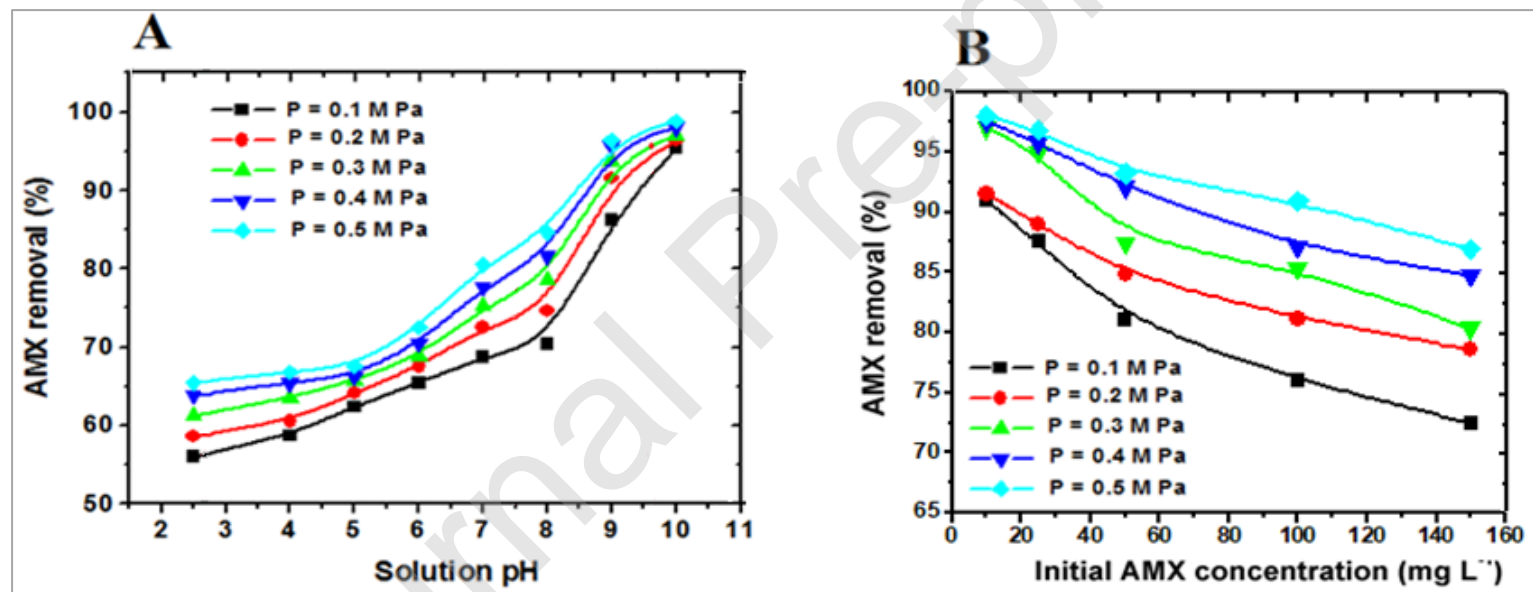 A
P = 0.1 M Pa
P = 0.2 M Pa
P = 0.3 M Pa
P = 0.4 M Pa
P = 0.5 M Pa
100
90
80
70
60
50
AMX removal (%)
2 3 4 5 6 7 8 9 10 11
Solution pH
B
100
95
90
85
80
75
70
65
AMX removal (%)
P = 0.1 M Pa
P = 0.2 M Pa
P = 0.3 M Pa
P = 0.4 M Pa
P = 0.5 M Pa
0 20 40 60 80 100 120 140 160
Initial AMX concentration (mg L
rnal Pre-p